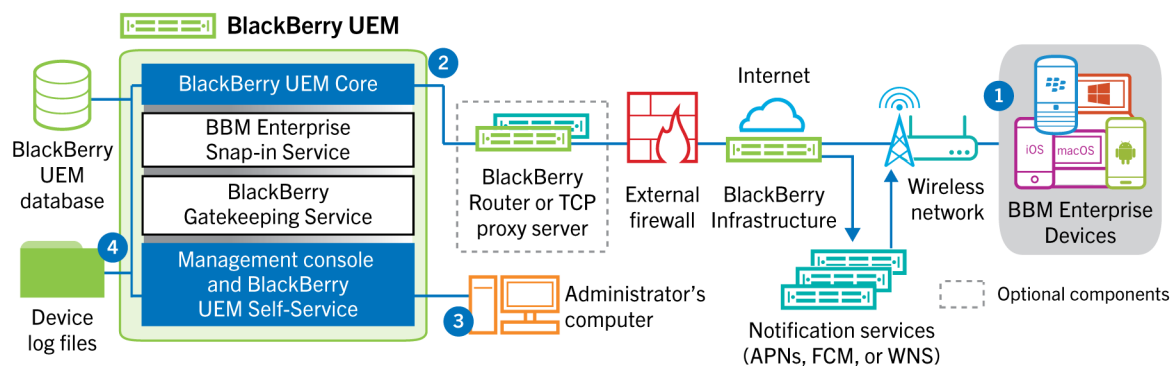 BlackBerry UEM
BlackBerry UEM Core
2
BBM Enterprise
Snap-in Service
BlackBerry
Gatekeeping Service
4
Management console
and BlackBerry
UEM Self-Service
BlackBerry
UEM
database
Device
log files
3
Administrator's
computer
BlackBerry
Router or TCP
proxy server
External
firewall
Internet
BlackBerry
Infrastructure
Notification services
(APNs, FCM, or WNS)
Wireless
network
1
iOS
macOS
BBM Enterprise
Devices
Optional components